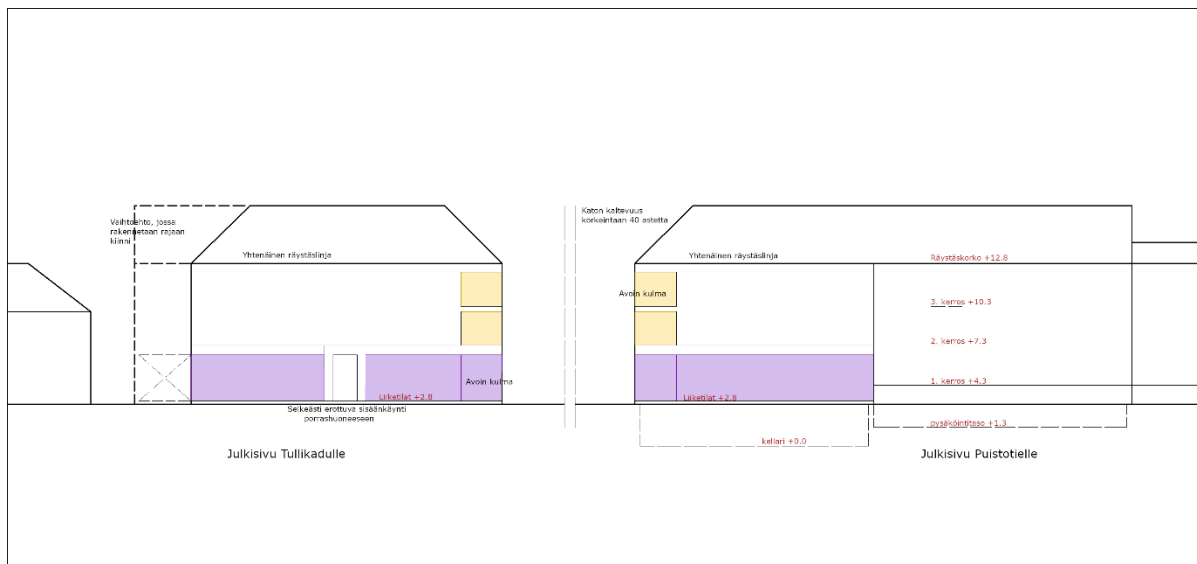 Vaihtoehto, jossa
rakennetaan rajaan
kiinni
Yhtenäinen räystäslinja
Avoin kulma
Liiketilat +2.8
Selkeästi erottuva sisäänkäynti
porrashuoneeseen
Julkisivu Tullikadulle
Katon kaltevuus
korkeintaan 40 astetta
Yhtenäinen räystäslinja
Räystäskorko +12.8
Avoin kulma
3. kerros +10.3
2. kerros +7.3
1. kerros +4.3
Liiketilat +2.8
pysäköintitaso +1.3
kellari +0.0
Julkisivu Puistotielle